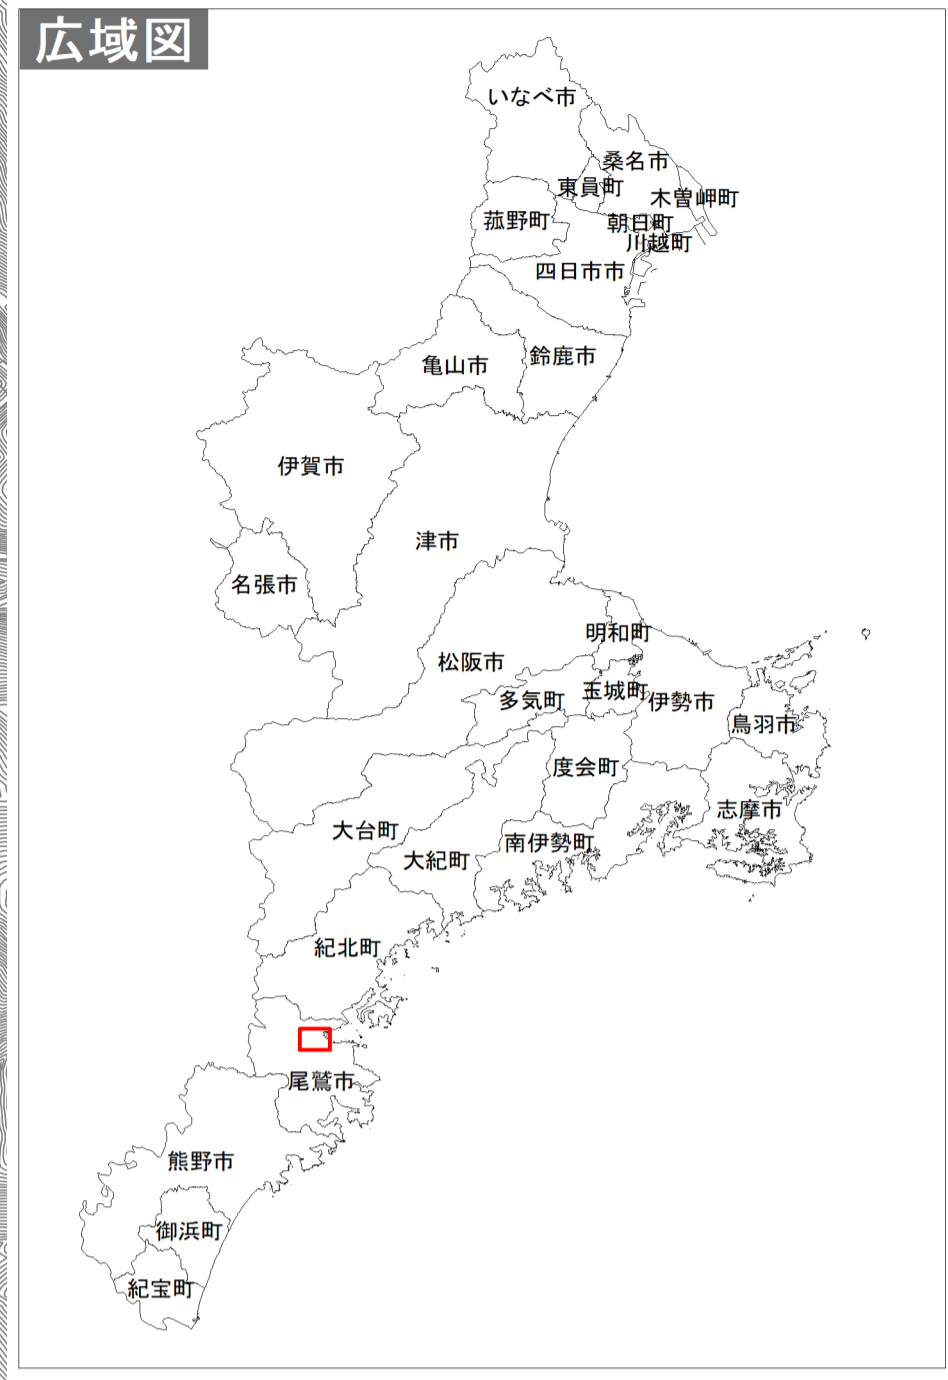 広域図
いなべ市
桑名市
東員町
木曽岬町
菰野町
朝日町
川越町
四日市市
鈴鹿市
亀山市
伊賀市
津市
名張市
明和町
松阪市
玉城町
多気町
伊勢市
鳥羽市
度会町
志摩市
大台町
南伊勢町
大紀町
紀北町
尾鷲市
熊野市
御浜町
紀宝町